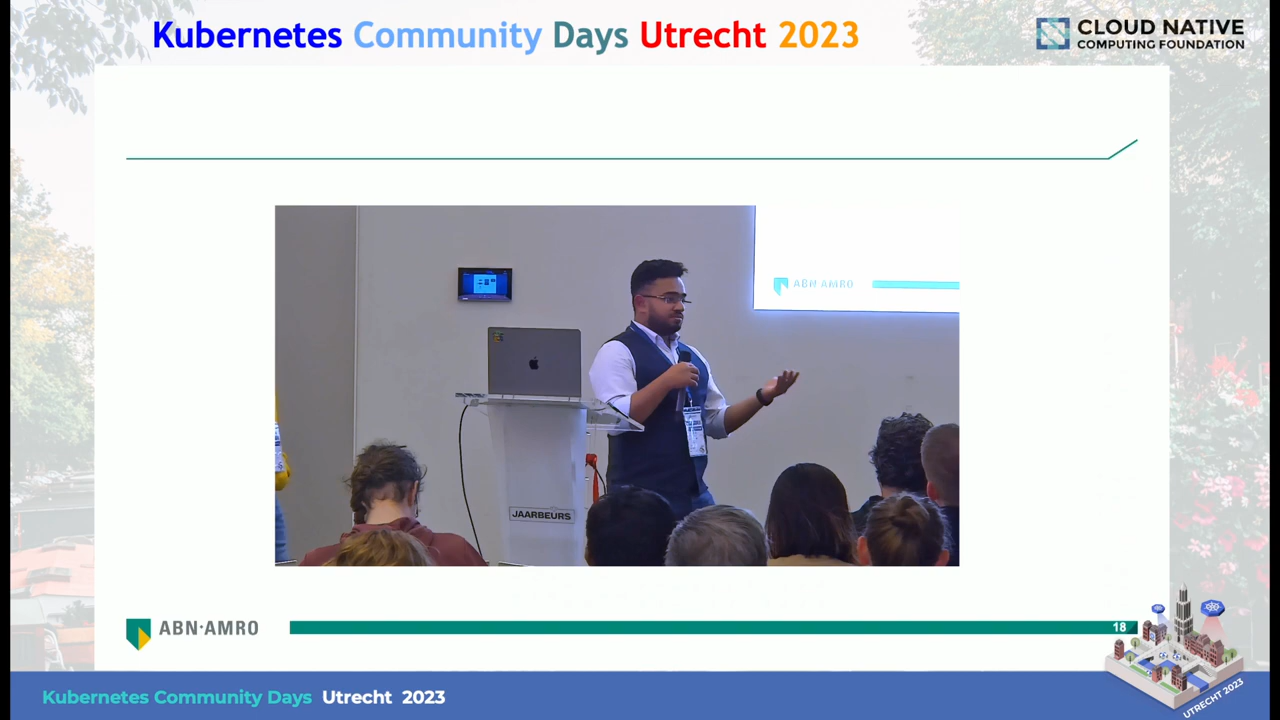 Kubernetes Community Days Utrecht 2023
CLOUD NATIVE
COMPUTING FOUNDATION
ABN AMRO
JAARBEURS
ABN·AMRO
18
Kubernetes Community Days Utrecht 2023
UTRECHT 2023